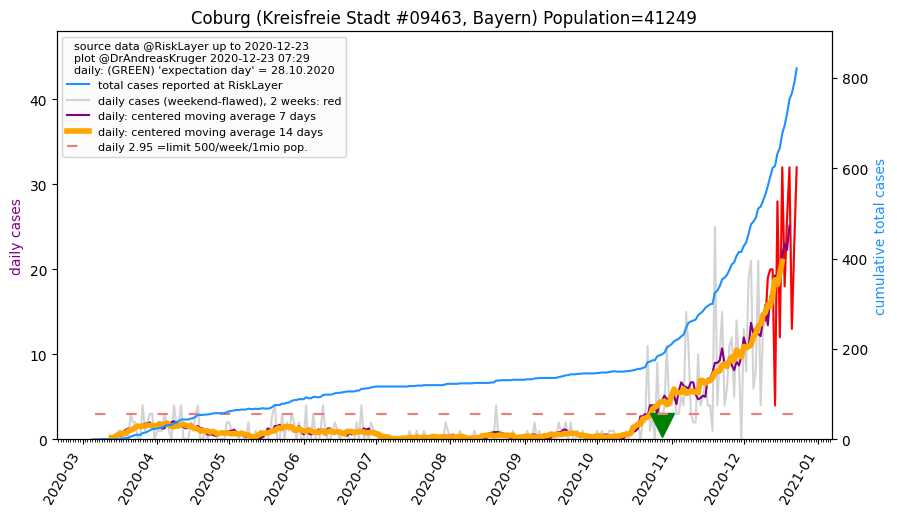 Coburg (Kreisfreie Stadt #09463, Bayern) Population=41249
source data @RiskLayer up to 2020-12-23
plot @DrAndreasKruger 2020-12-23 07:29
daily: (GREEN) 'expectation day' = 28.10.2020
total cases reported at RiskLayer
daily cases (weekend-flawed), 2 weeks: red
daily: centered moving average 7 days
daily: centered moving average 14 days
daily 2.95 =limit 500/week/1mio pop.
daily cases
40
30
20
10
0
cumulative total cases
800
600
400
200
0
2020-03
2020-04
2020-05
2020-06
2020-07
2020-08
2020-09
2020-10
2020-11
2020-12
2021-01